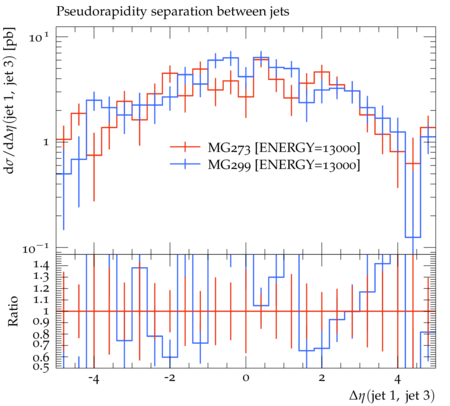 Pseudorapidity separation between jets
dσ/dΔη(jet 1, jet 3) [pb]
10¹
1
10⁻¹
MG273 [ENERGY=13000]
MG299 [ENERGY=13000]
Ratio
1.4
1.3
1.2
1.1
1
0.9
0.8
0.7
0.6
0.5
-4 -2 0 2 4
Δη(jet 1, jet 3)